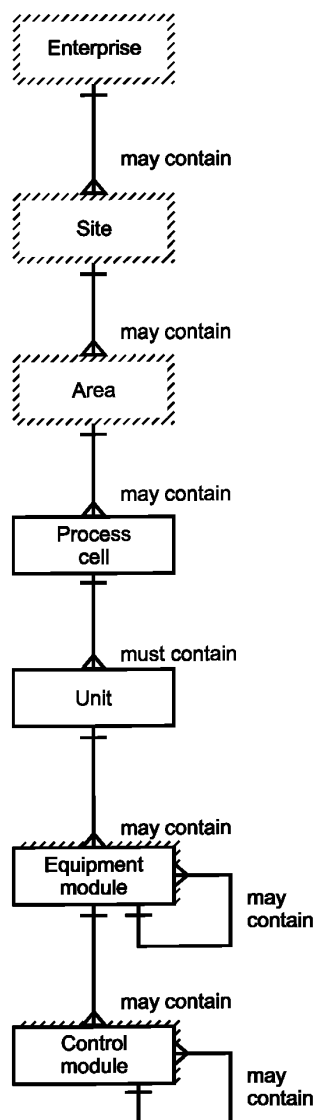 Enterprise
may contain
Site
may contain
Area
may contain
Process
cell
must contain
Unit
may contain
Equipment
module
may
contain
may contain
Control
module
may
contain